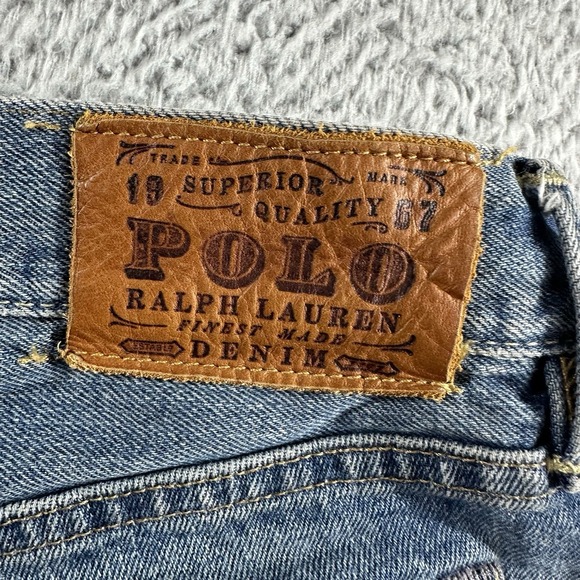 TRADE MARK
19 SUPERIOR
QUALITY 67
POLO
RALPH LAUREN
FINEST MADE
DENIM